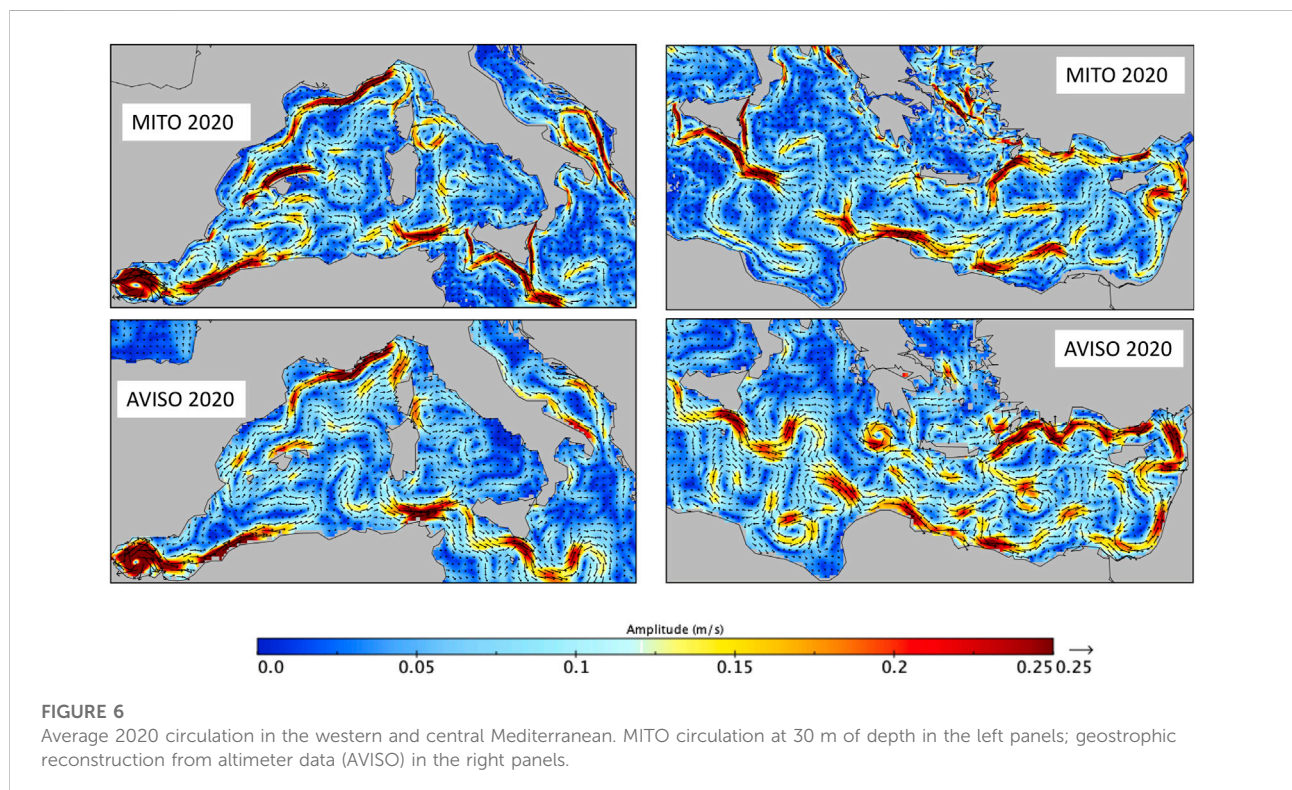 MITO 2020
MITO 2020
AVISO 2020
AVISO 2020
Amplitude (m/s)
0.0 0.05 0.1 0.15 0.2 0.25 0.25
FIGURE 6
Average 2020 circulation in the western and central Mediterranean. MITO circulation at 30 m of depth in the left panels; geostrophic
reconstruction from altimeter data (AVISO) in the right panels.